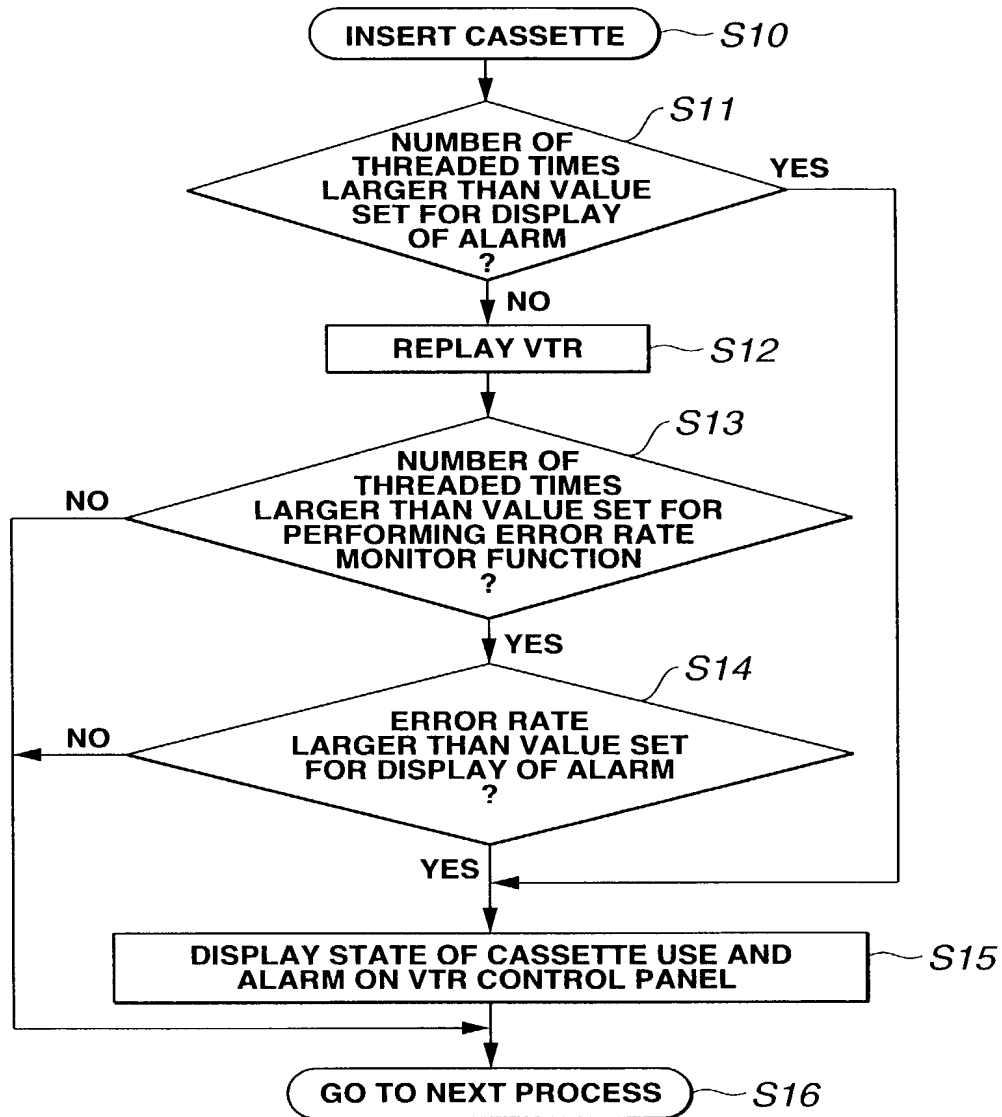 INSERT CASSETTE
S10
S11
NUMBER OF
THREADED TIMES
LARGER THAN VALUE
SET FOR DISPLAY
OF ALARM
?
YES
NO
REPLAY VTR
S12
S13
NUMBER OF
THREADED TIMES
LARGER THAN VALUE SET FOR
PERFORMING ERROR RATE
MONITOR FUNCTION
?
NO
YES
S14
ERROR RATE
LARGER THAN VALUE SET
FOR DISPLAY OF ALARM
?
NO
YES
DISPLAY STATE OF CASSETTE USE AND
ALARM ON VTR CONTROL PANEL
S15
GO TO NEXT PROCESS
S16